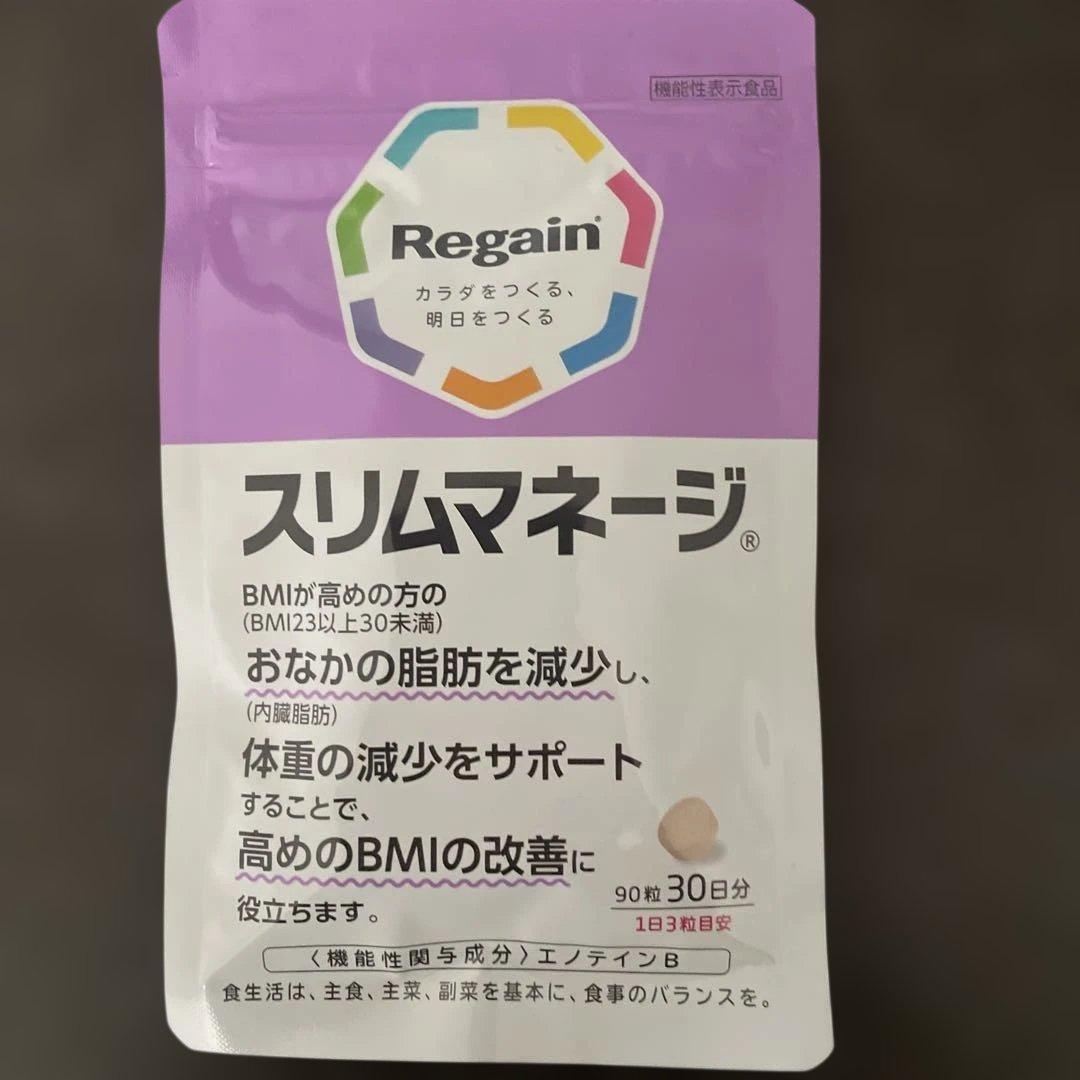 機能性表示食品
Regain®
カラダをつくる、
明日をつくる
スリムマネージ®
BMIが高めの方の
(BMI23以上30未満)
おなかの脂肪を減少し、
(内臓脂肪)
体重の減少をサポート
することで、
高めのBMIの改善に
役立ちます。
90粒30日分
1日3粒目安
〈機能性関与成分〉エノテインB
食生活は、主食、主菜、副菜を基本に、食事のバランスを。